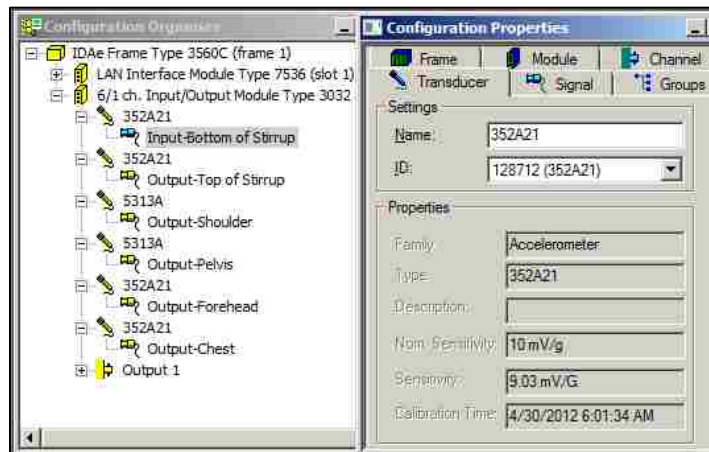 Configuration Organiser
IDAe Frame Type 3560C (frame 1)
LAN Interface Module Type 7536 (slot 1)
6/1 ch. Input/Output Module Type 3032
352A21
Input-Bottom of Stirrup
352A21
Output-Top of Stirrup
5313A
Output-Shoulder
5313A
Output-Pelvis
352A21
Output-Forehead
352A21
Output-Chest
Output 1
Configuration Properties
Frame Module Channel
Transducer Signal Groups
Settings
Name: 352A21
ID: 128712 (352A21)
Properties
Family: Accelerometer
Type: 352A21
Description:
Nom. Sensitivity: 10 mV/g
Sensitivity: 9.03 mV/G
Calibration Time: 4/30/2012 6:01:34 AM